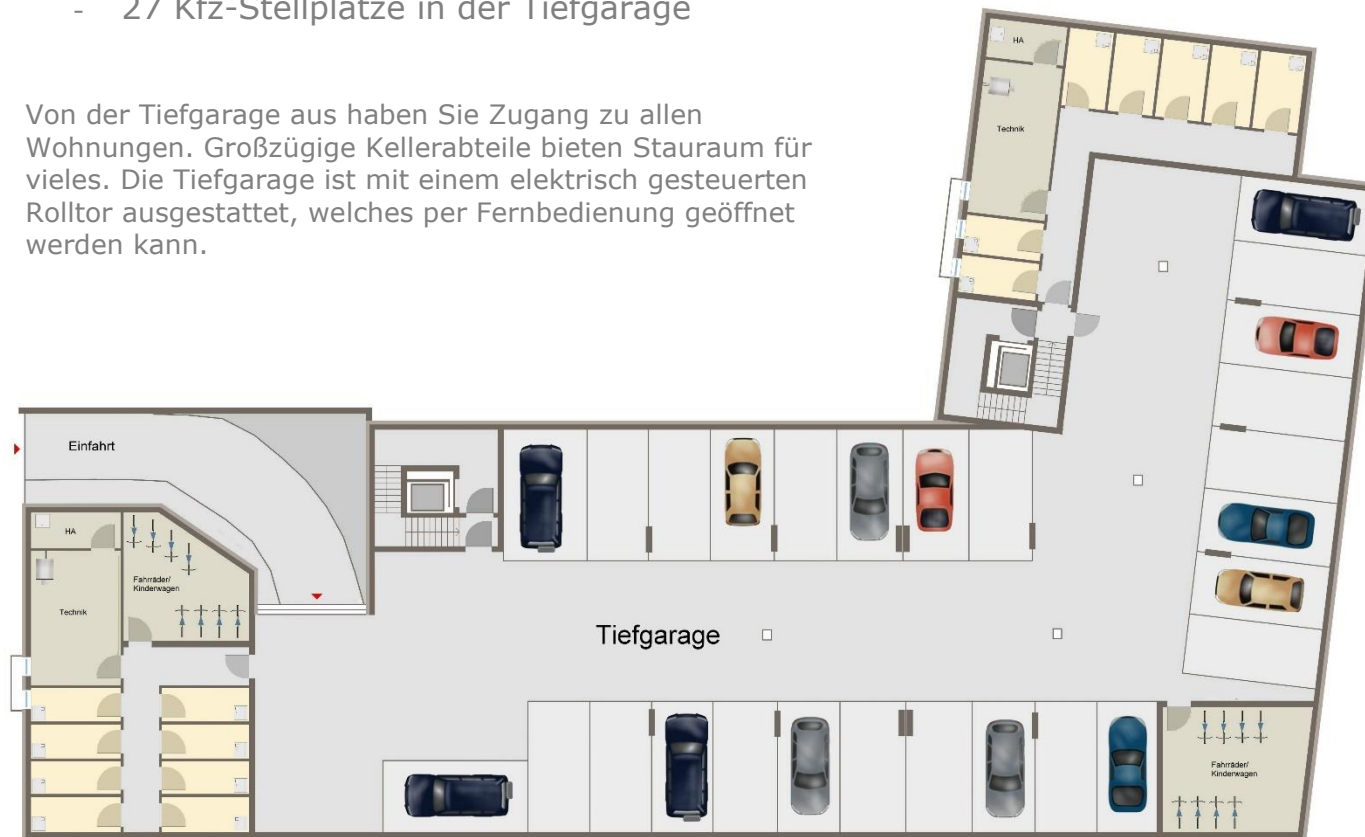 - 27 Kfz-Stellplätze in der Tiefgarage
Von der Tiefgarage aus haben Sie Zugang zu allen
Wohnungen. Großzügige Kellerabteile bieten Stauraum für
vieles. Die Tiefgarage ist mit einem elektrisch gesteuerten
Rolltor ausgestattet, welches per Fernbedienung geöffnet
werden kann.
HA
Technik
Einfahrt
HA
Fahrräder/
Kinderwagen
Technik
Tiefgarage
Fahrräder/
Kinderwagen